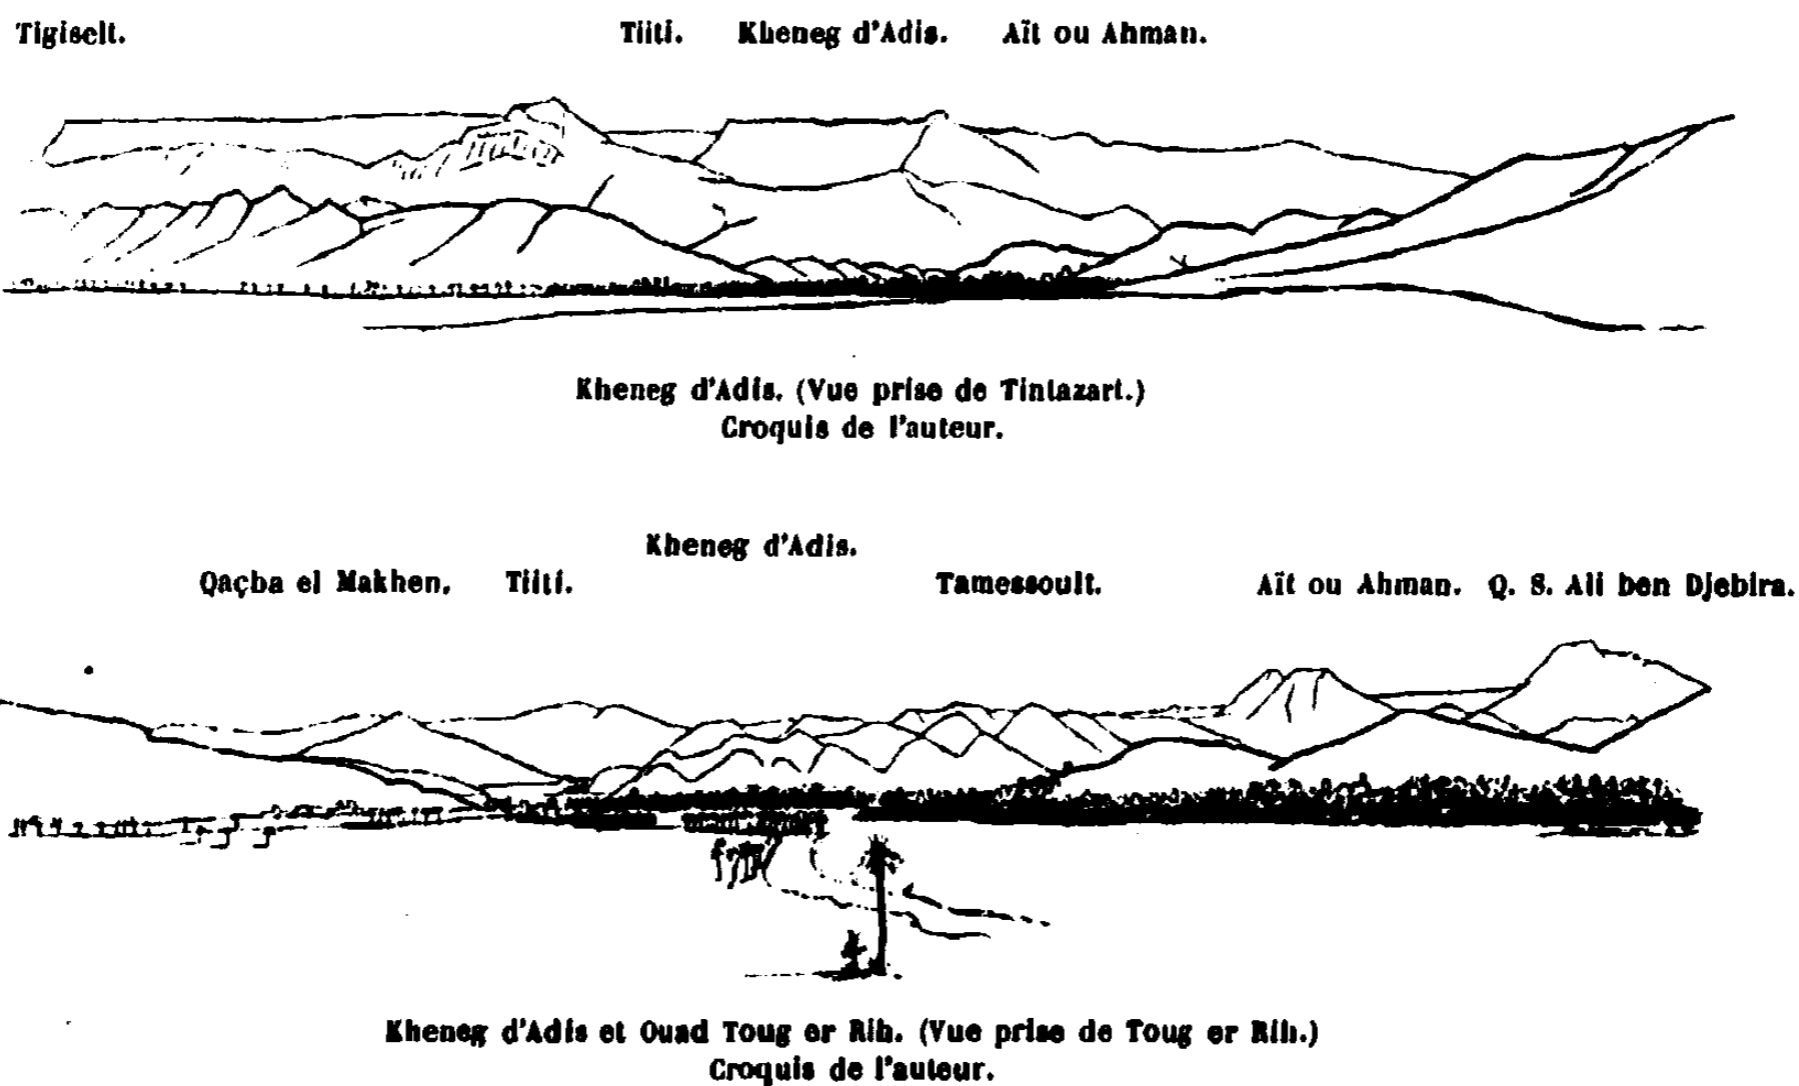 Tigiselt. Tiiti. Kheneg d'Adis. Aït ou Ahman.
Kheneg d'Adis. (Vue prise de Tintazart.)
Croquis de l'auteur.
Kheneg d'Adis.
Qaçba el Makhen. Tiiti. Tamessoult. Aït ou Ahman. Q. S. Ali ben Djebira.
Kheneg d'Adis et Ouad Toug er Rih. (Vue prise de Toug er Rih.)
Croquis de l'auteur.